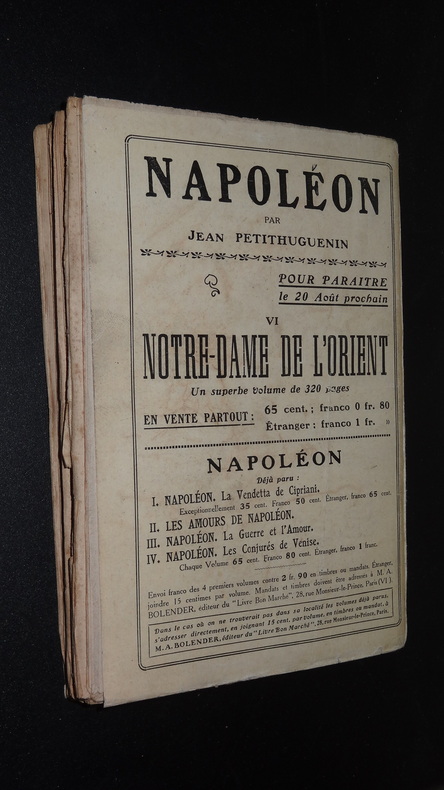 NAPOLÉON
PAR
JEAN PETITHUGUENIN
POUR PARAITRE
le 20 Août prochain
VI
NOTRE-DAME DE L'ORIENT
Un superbe volume de 320 pages
EN VENTE PARTOUT : 65 cent. ; franco 0 fr. 80
Étranger : franco 1 fr. »
NAPOLÉON
Déjà paru :
I. NAPOLÉON. La Vendetta de Cipriani.
Exceptionnellement 35 cent. Franco 50 cent. Étranger, franco 65 cent.
II. LES AMOURS DE NAPOLÉON.
III. NAPOLÉON. La Guerre et l'Amour.
IV. NAPOLÉON. Les Conjurés de Venise.
Chaque Volume 65 cent. Franco 80 cent. Étranger, franco 1 franc.
Envoi franco des 4 premiers volumes contre 2 fr. 90 en timbres ou mandats. Étranger,
joindre 15 centimes par volume. Mandats et timbres doivent être adressés à M. A.
BOLENDER, éditeur du "Livre Bon Marché", 28, rue Monsieur-le-Prince, Paris (VI ).
Dans le cas où on ne trouverait pas dans sa localité les volumes déjà parus,
s'adresser directement, en joignant 15 cent. par volume, en timbres ou mandat, à
M. A. BOLENDER, éditeur du "Livre Bon Marché", 28, rue Monsieur-le-Prince, Paris.